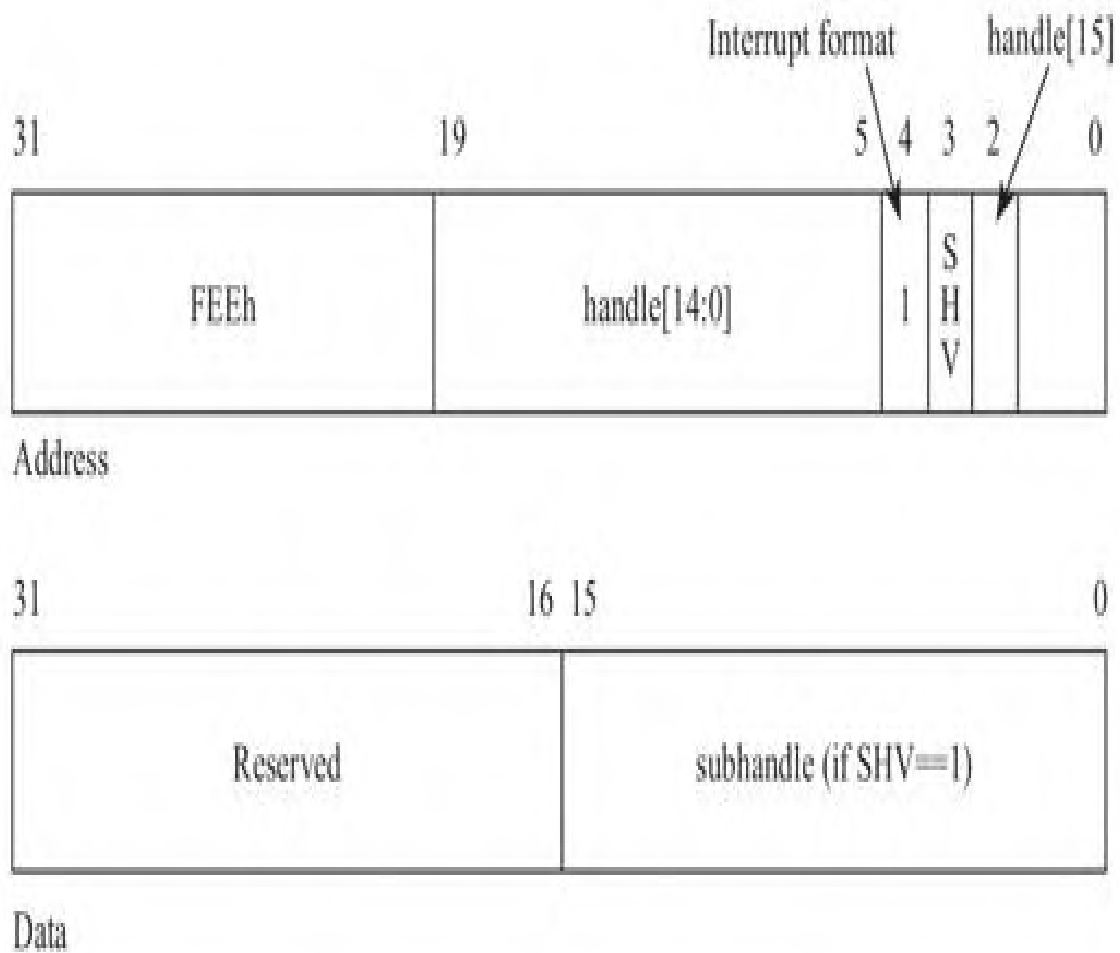 Interrupt format handle[15]
31 19 5 4 3 2 0
FEEh handle[14:0] 1 SHV
Address
31 16 15 0
Reserved subhandle (if SHV==1)
Data